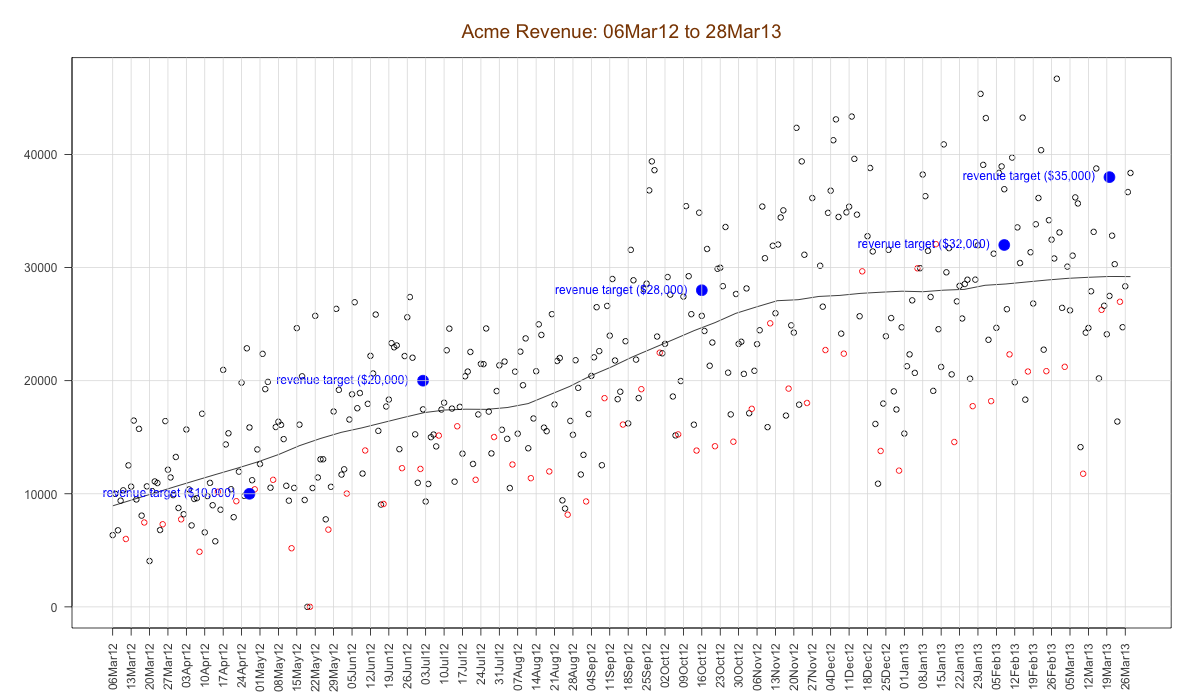 Acme Revenue: 06Mar12 to 28Mar13
40000
30000
20000
10000
0
revenue target ($35,000)
revenue target ($32,000)
revenue target ($28,000)
revenue target ($20,000)
revenue target ($10,000)
06Mar12
13Mar12
20Mar12
27Mar12
03Apr12
10Apr12
17Apr12
24Apr12
01May12
08May12
15May12
22May12
29May12
05Jun12
12Jun12
19Jun12
26Jun12
03Jul12
10Jul12
17Jul12
24Jul12
31Jul12
07Aug12
14Aug12
21Aug12
28Aug12
04Sep12
11Sep12
18Sep12
25Sep12
02Oct12
09Oct12
16Oct12
23Oct12
30Oct12
06Nov12
13Nov12
20Nov12
27Nov12
04Dec12
11Dec12
18Dec12
25Dec12
01Jan13
08Jan13
15Jan13
22Jan13
29Jan13
05Feb13
12Feb13
19Feb13
26Feb13
05Mar13
12Mar13
19Mar13
26Mar13